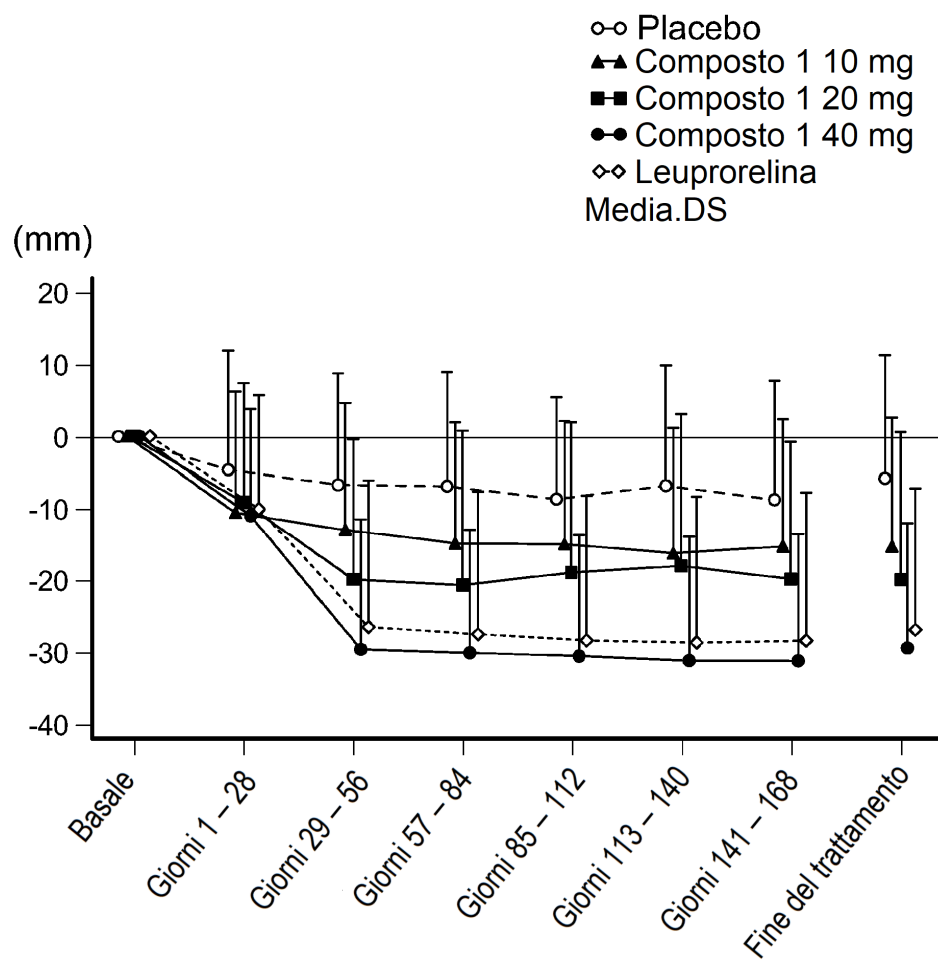 Placebo
Composto 1 10 mg
Composto 1 20 mg
Composto 1 40 mg
Leuprorelina
Media.DS
(mm)
20
10
0
-10
-20
-30
-40
Basale
Giorni 1 – 28
Giorni 29 – 56
Giorni 57 – 84
Giorni 85 – 112
Giorni 113 – 140
Giorni 141 – 168
Fine del trattamento